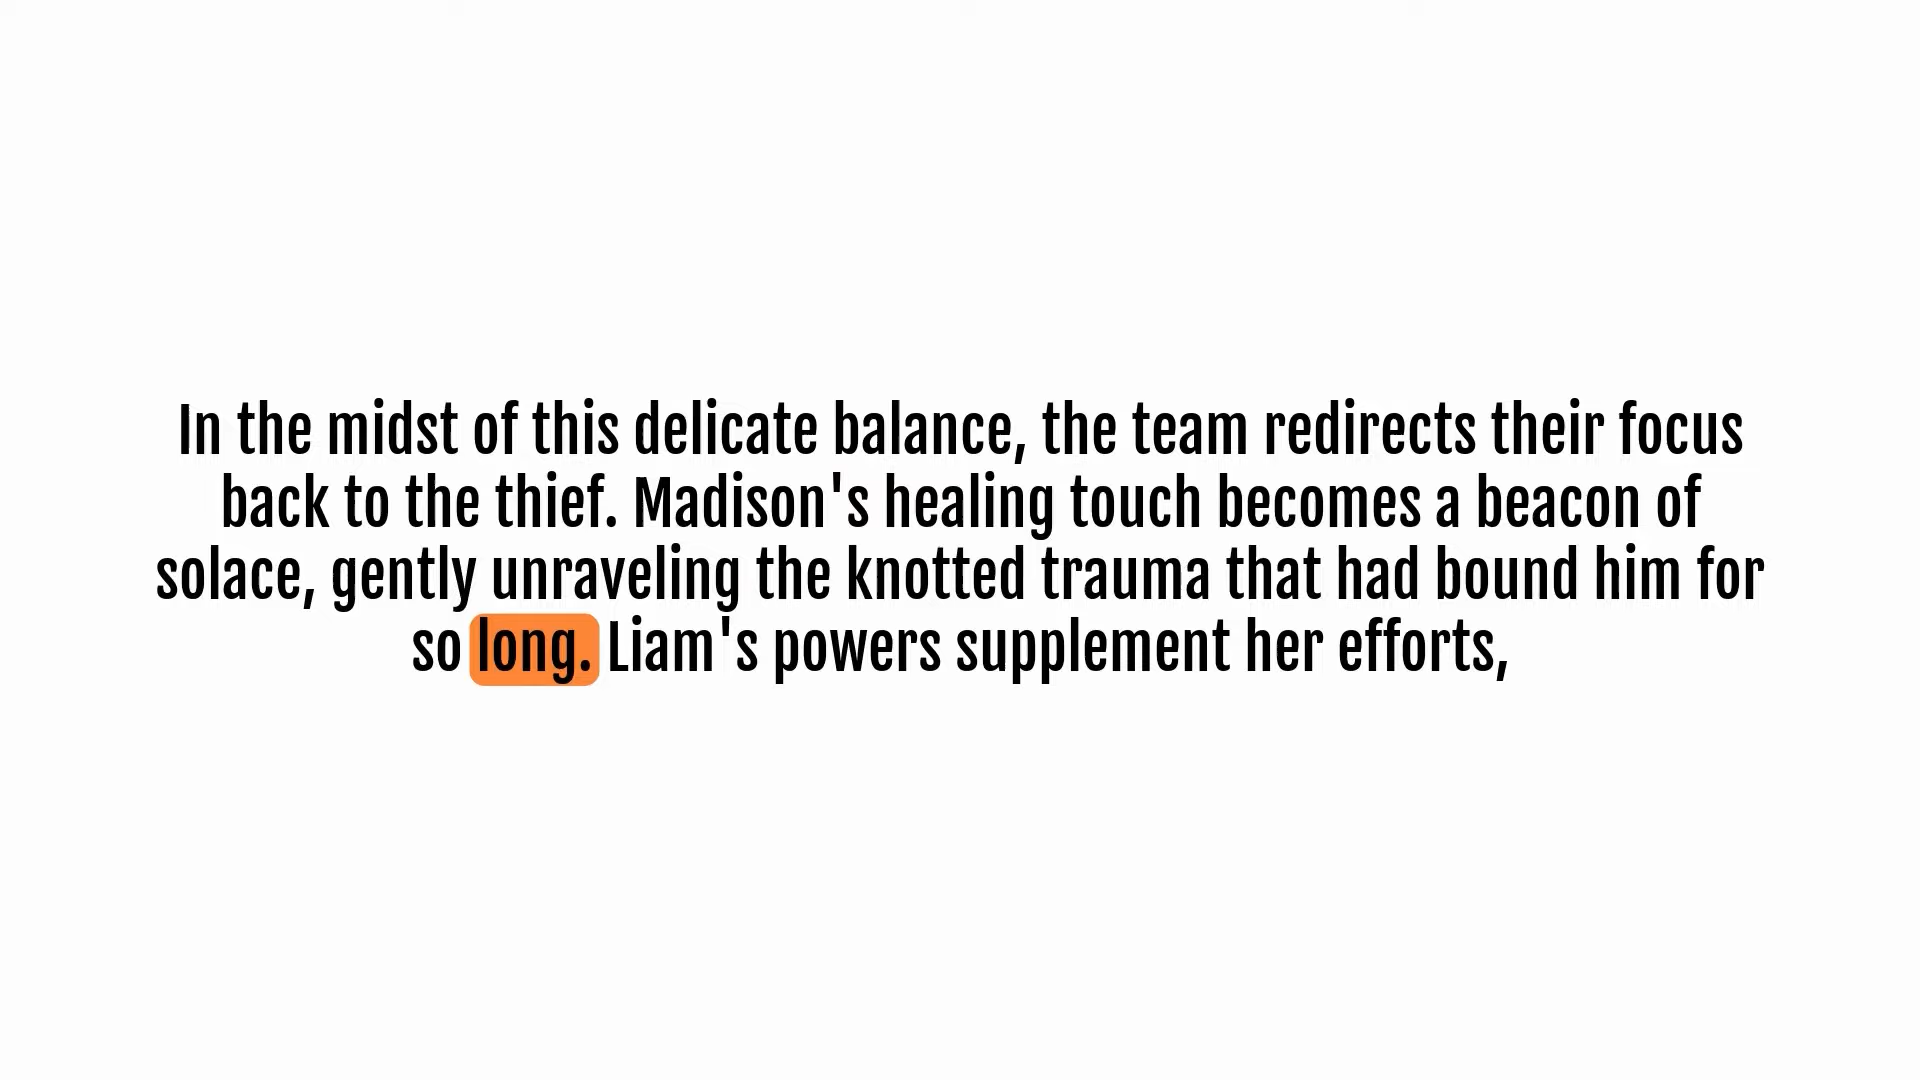 In the midst of this delicate balance, the team redirects their focus
back to the thief. Madison's healing touch becomes a beacon of
solace, gently unraveling the knotted trauma that had bound him for
so long. Liam's powers supplement her efforts,